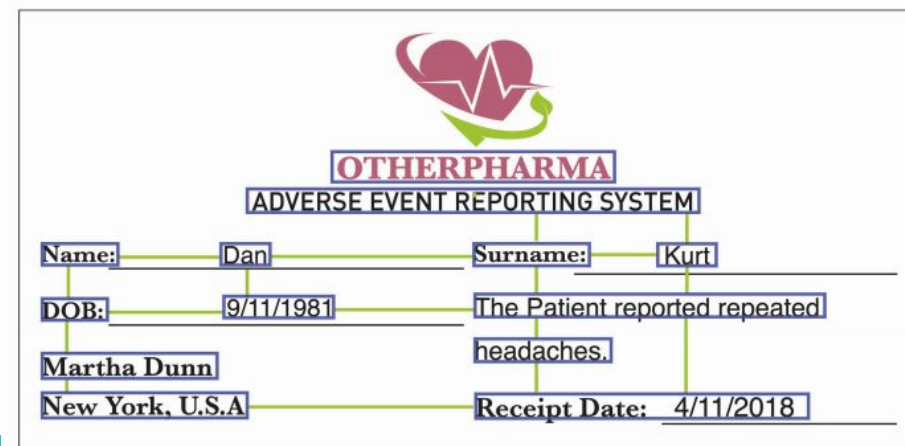 OTHERPHARMA
ADVERSE EVENT REPORTING SYSTEM
Name: Dan Surname: Kurt
DOB: 9/11/1981 The Patient reported repeated
headaches.
Martha Dunn
New York, U.S.A Receipt Date: 4/11/2018